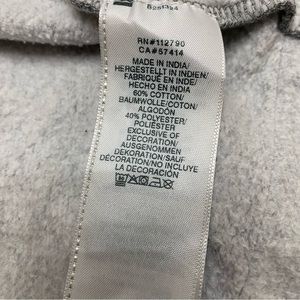 RN#112790
CA#57414
MADE IN INDIA/
HERGESTELLT IN INDIEN/
FABRIQUÉ EN INDE/
HECHO EN INDIA
60% COTTON/
BAUMWOLLE/COTON/
ALGODÓN
40% POLYESTER/
POLIÉSTER
EXCLUSIVE OF
DECORATION/
AUSGENOMMEN
DEKORATION/SAUF
DÉCORATION/NO INCLUYE
LA DECORACIÓN